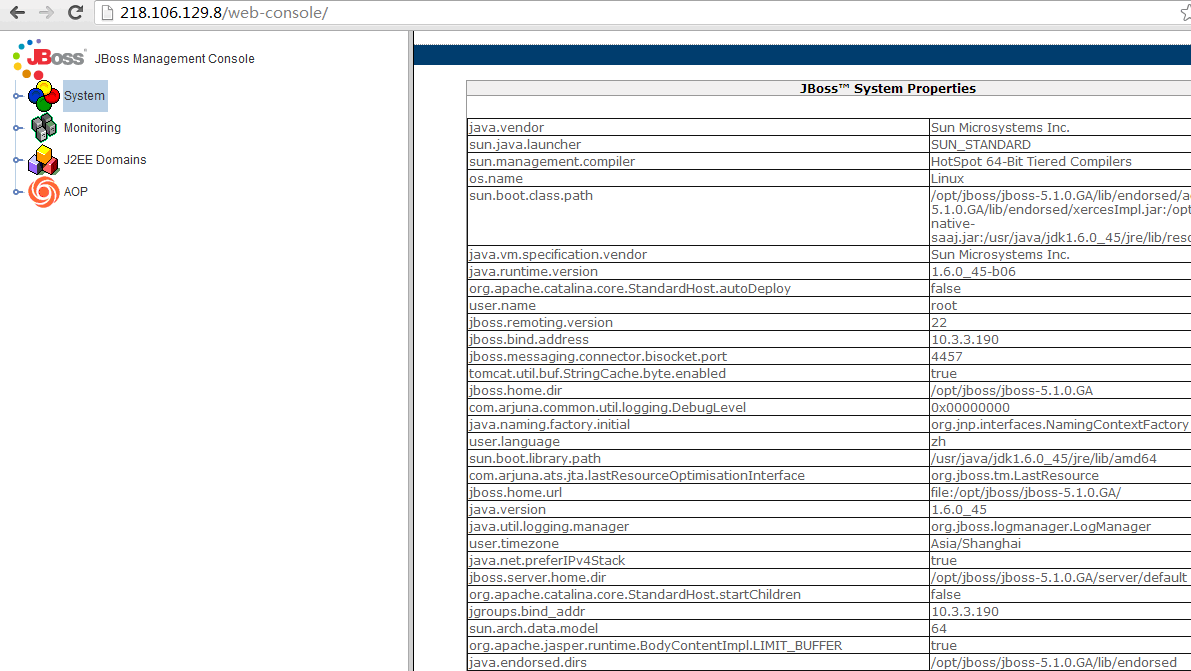 218.106.129.8/web-console/
JBoss JBoss Management Console
System
Monitoring
J2EE Domains
AOP
JBoss™ System Properties
java.vendor Sun Microsystems Inc.
sun.java.launcher SUN_STANDARD
sun.management.compiler HotSpot 64-Bit Tiered Compilers
os.name Linux
sun.boot.class.path /opt/jboss/jboss-5.1.0.GA/lib/endorsed/a
5.1.0.GA/lib/endorsed/xercesImpl.jar:/opt
native-
saaj.jar:/usr/java/jdk1.6.0_45/jre/lib/reso
java.vm.specification.vendor Sun Microsystems Inc.
java.runtime.version 1.6.0_45-b06
org.apache.catalina.core.StandardHost.autoDeploy false
user.name root
jboss.remoting.version 22
jboss.bind.address 10.3.3.190
jboss.messaging.connector.bisocket.port 4457
tomcat.util.buf.StringCache.byte.enabled true
jboss.home.dir /opt/jboss/jboss-5.1.0.GA
com.arjuna.common.util.logging.DebugLevel 0x00000000
java.naming.factory.initial org.jnp.interfaces.NamingContextFactory
user.language zh
sun.boot.library.path /usr/java/jdk1.6.0_45/jre/lib/amd64
com.arjuna.ats.jta.lastResourceOptimisationInterface org.jboss.tm.LastResource
jboss.home.url file:/opt/jboss/jboss-5.1.0.GA/
java.version 1.6.0_45
java.util.logging.manager org.jboss.logmanager.LogManager
user.timezone Asia/Shanghai
java.net.preferIPv4Stack true
jboss.server.home.dir /opt/jboss/jboss-5.1.0.GA/server/default
org.apache.catalina.core.StandardHost.startChildren false
jgroups.bind_addr 10.3.3.190
sun.arch.data.model 64
org.apache.jasper.runtime.BodyContentImpl.LIMIT_BUFFER true
java.endorsed.dirs /opt/jboss/jboss-5.1.0.GA/lib/endorsed